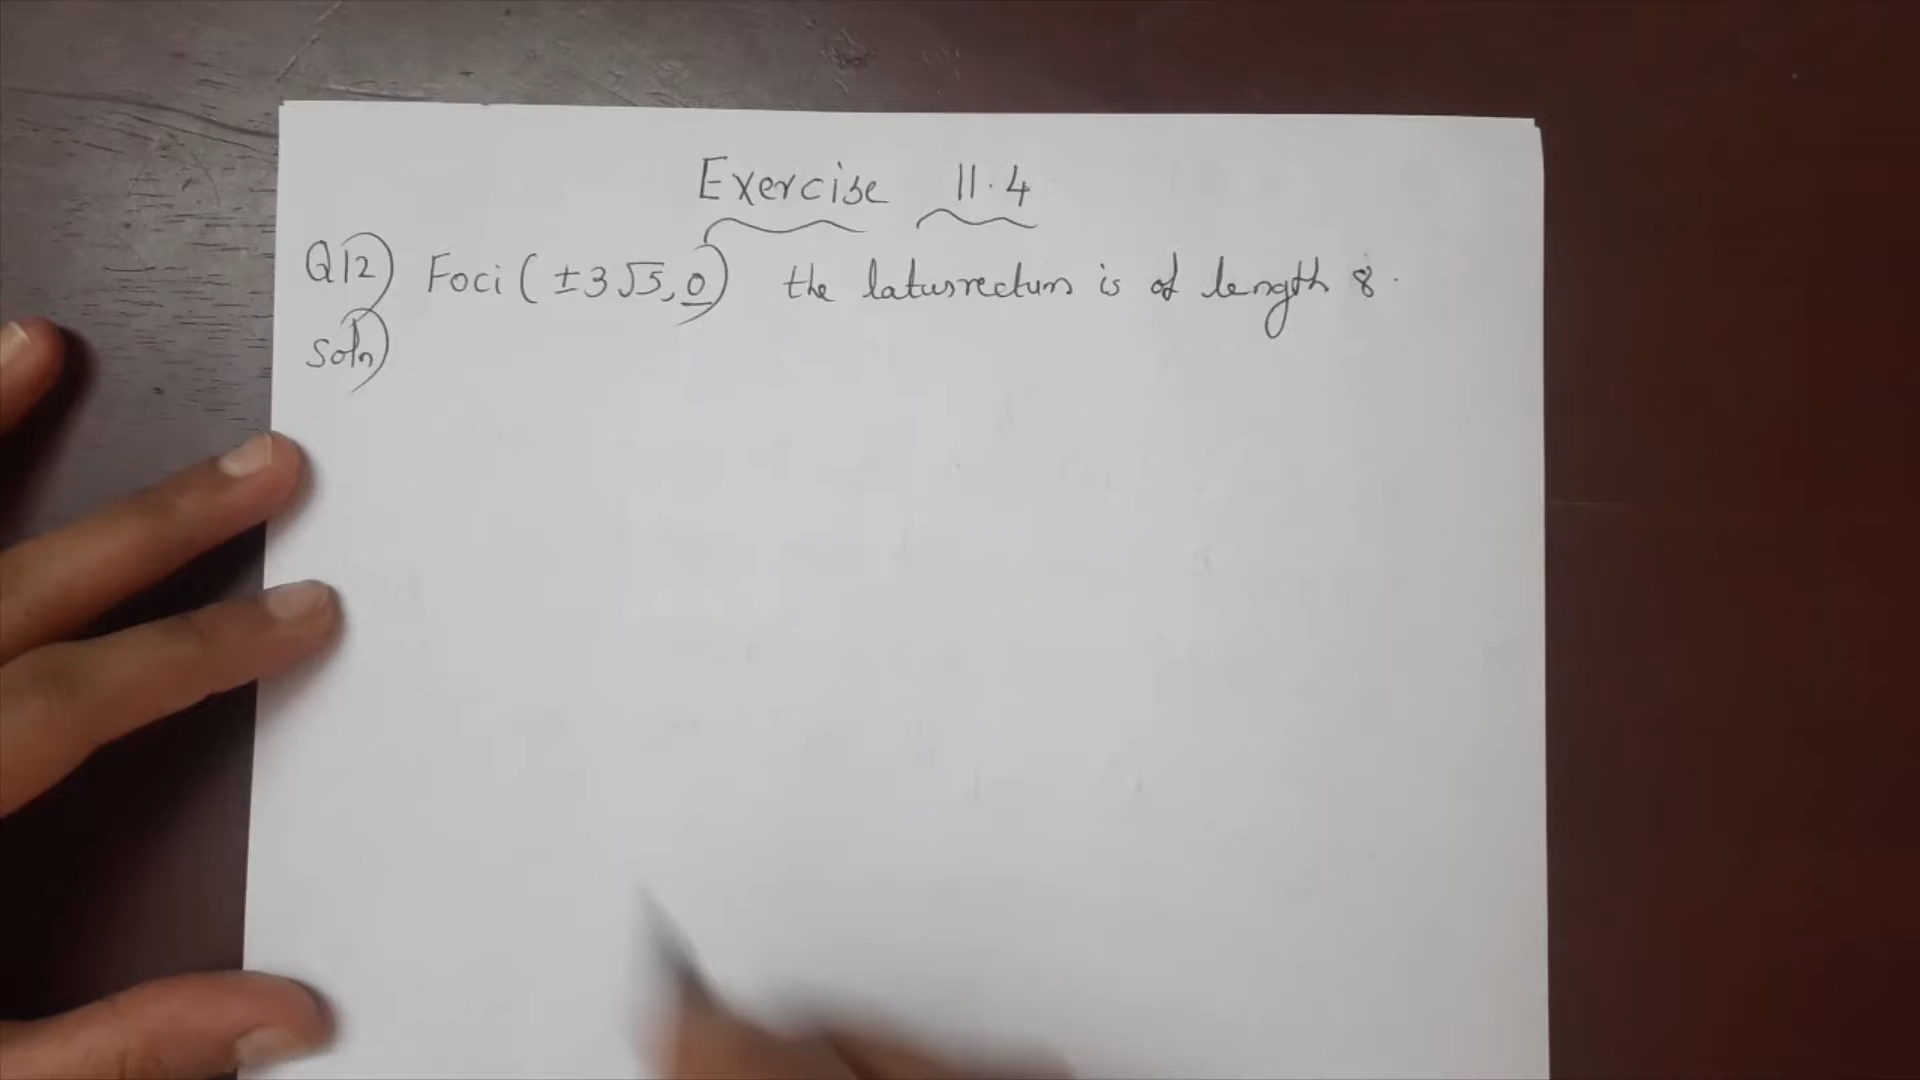 Exercise 11.4
Q12) Foci (±3√5, 0) the latusrectum is of length 8.
Soln)